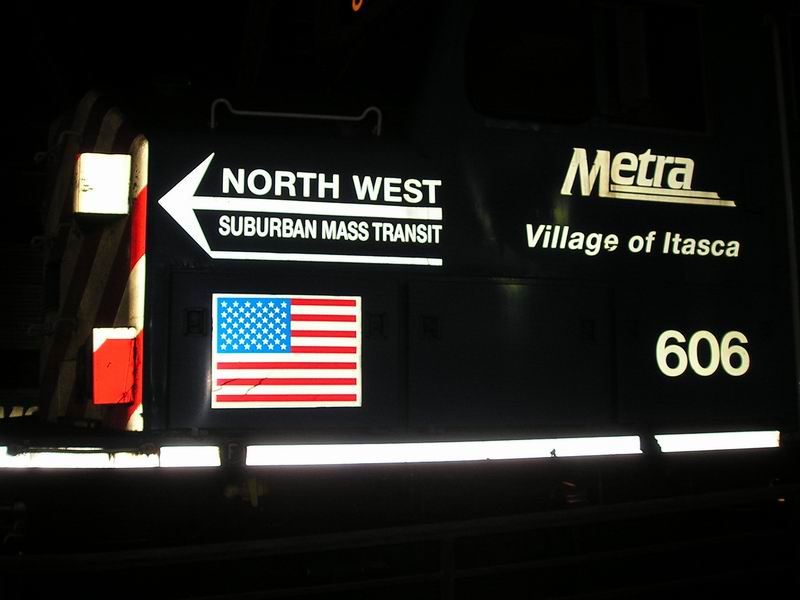 NORTH WEST
SUBURBAN MASS TRANSIT
Metra
Village of Itasca
606